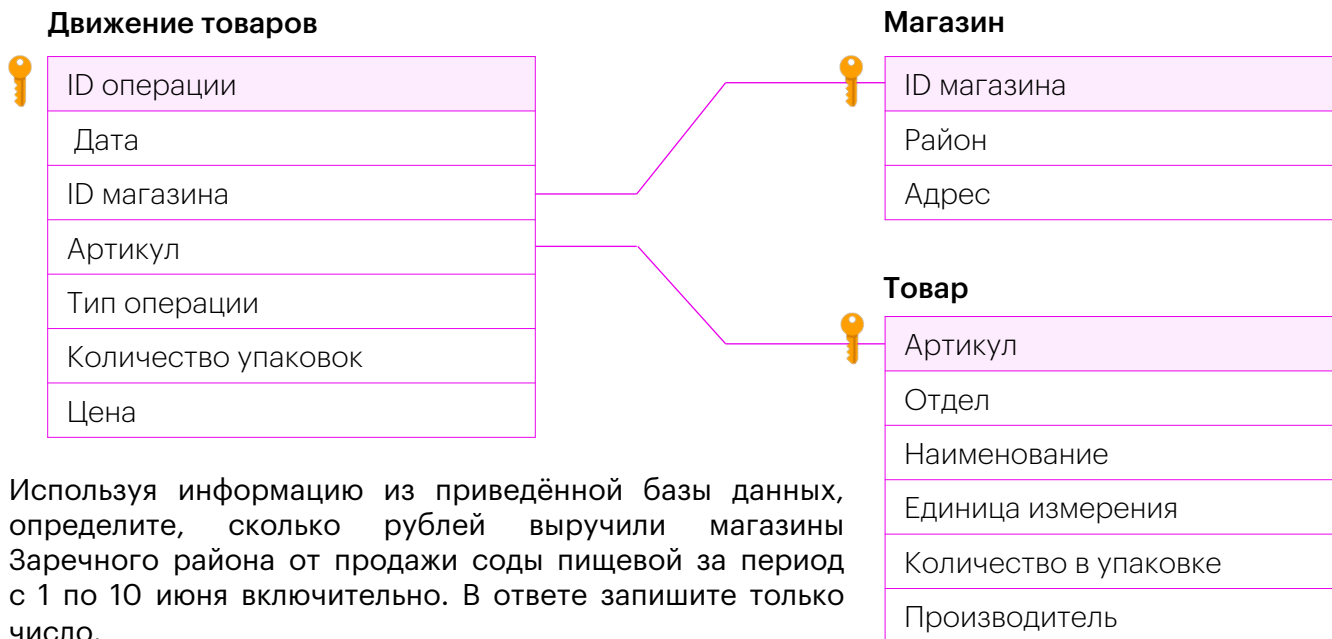 Движение товаров
ID операции
Дата
ID магазина
Артикул
Тип операции
Количество упаковок
Цена
Магазин
ID магазина
Район
Адрес
Товар
Артикул
Отдел
Наименование
Единица измерения
Количество в упаковке
Производитель
Используя информацию из приведённой базы данных,
определите, сколько рублей выручили магазины
Заречного района от продажи соды пищевой за период
с 1 по 10 июня включительно. В ответе запишите только
число.